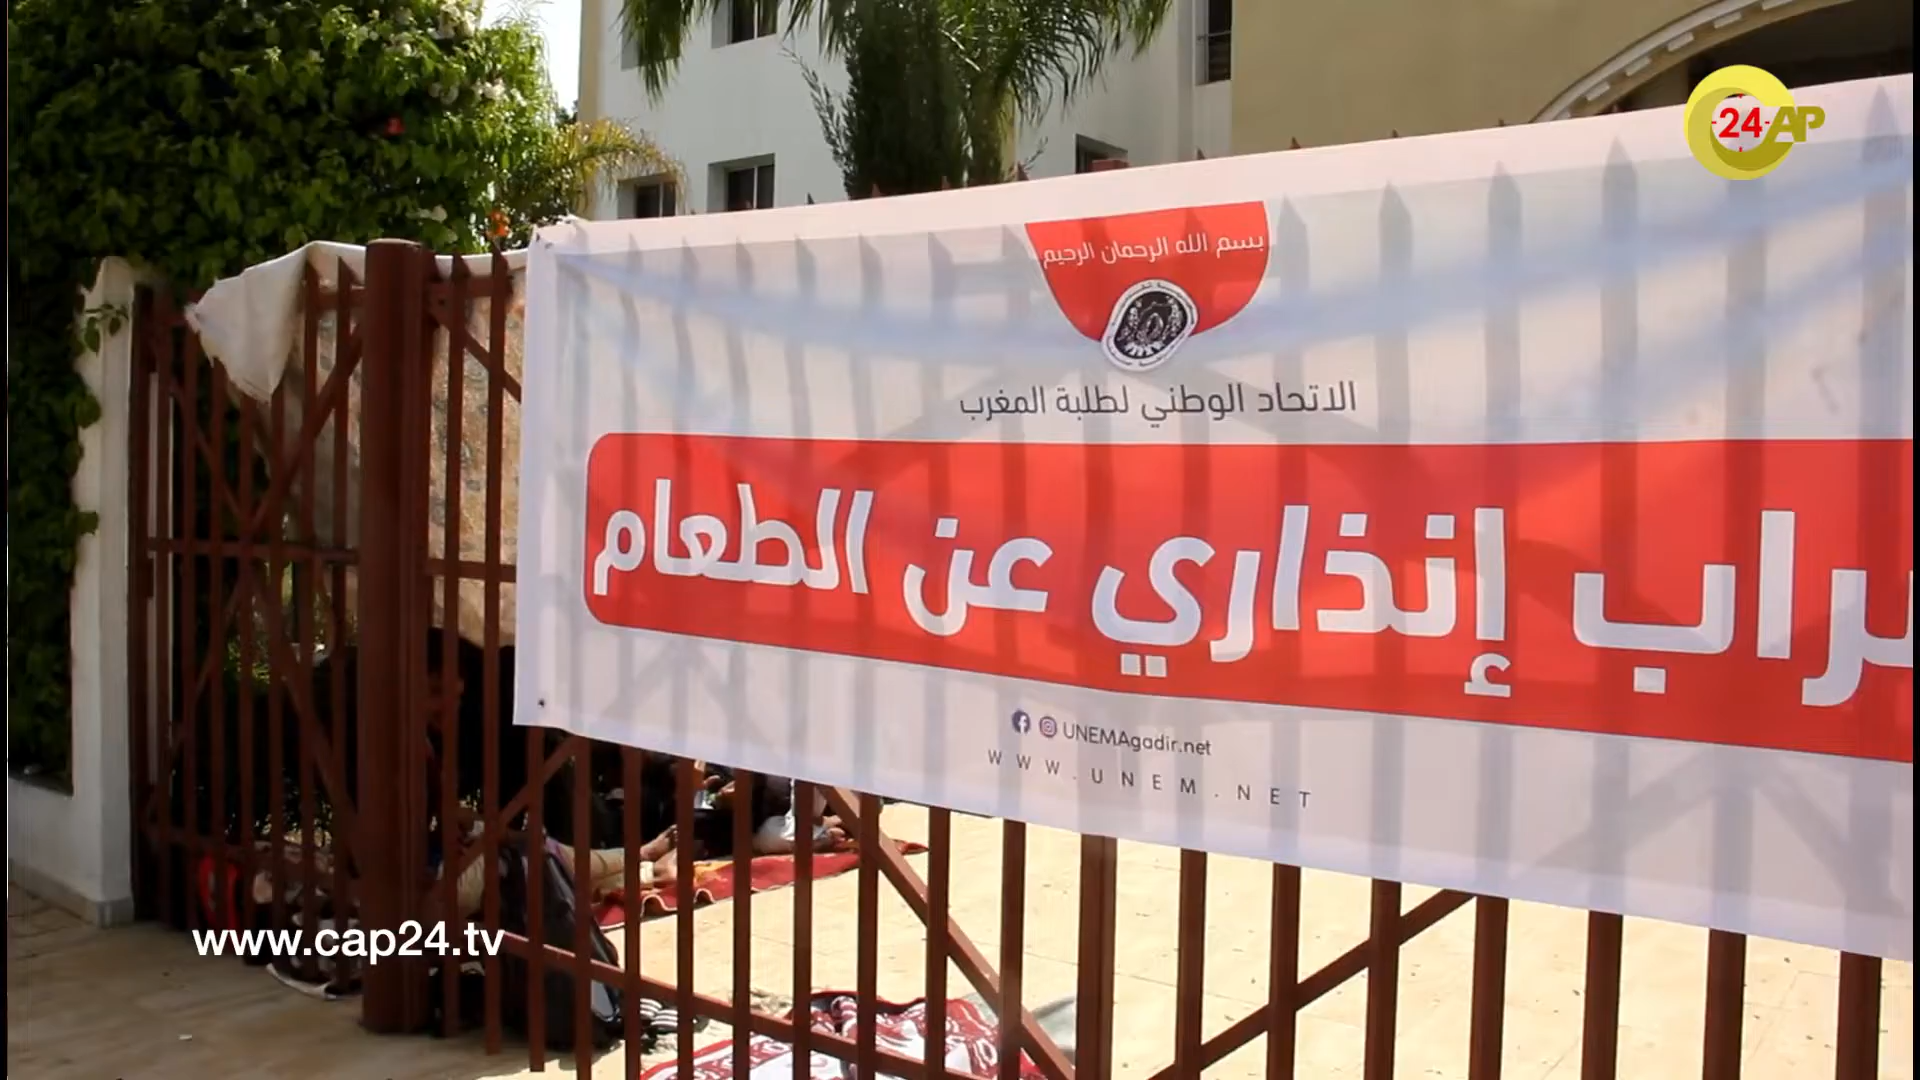 24AP
بسم الله الرحمان الرحيم
الاتحاد الوطني لطلبة المغرب
راب إنذاري عن الطعام
UNEMAgadir.net
WWW.UNEM.NET
www.cap24.tv